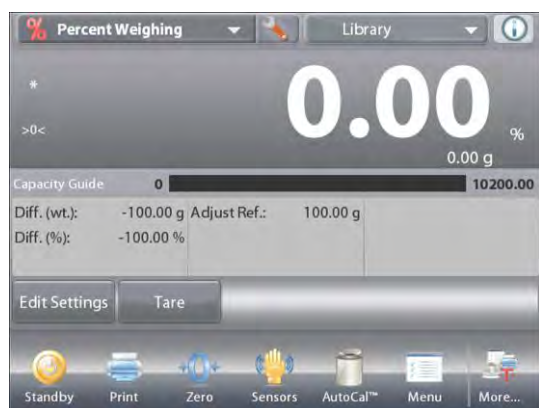 % Percent Weighing Library
*
0.00 %
>0<
0.00 g
Capacity Guide 0 10200.00
Diff. (wt.): -100.00 g Adjust Ref.: 100.00 g
Diff. (%): -100.00 %
Edit Settings Tare
→0←
Standby Print Zero Sensors AutoCal™ Menu More...